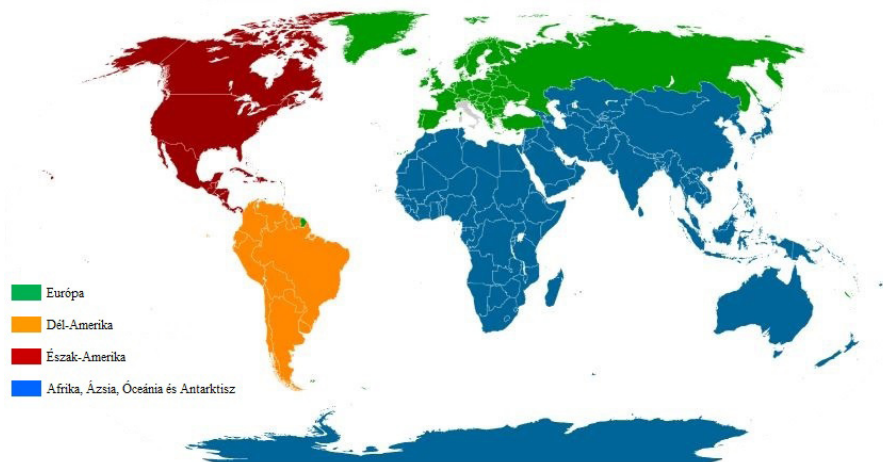 Európa
Dél-Amerika
Észak-Amerika
Afrika, Ázsia, Óceánia és Antarktisz